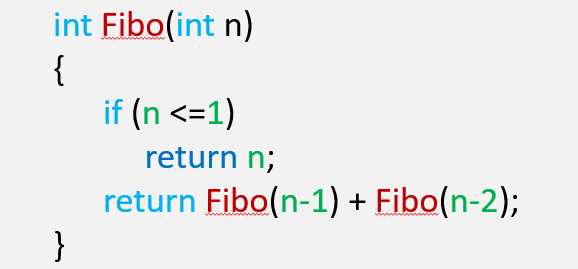 int Fibo(int n)
{
if (n <=1)
return n;
return Fibo(n-1) + Fibo(n-2);
}